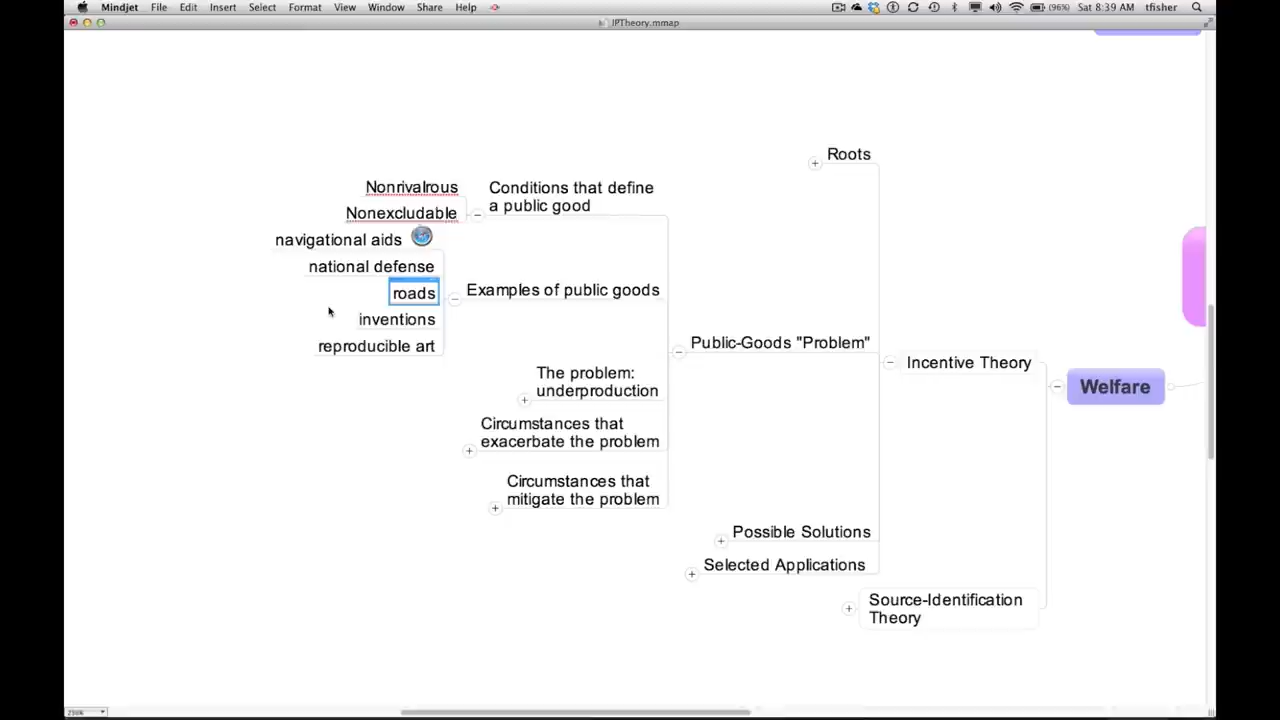 Mindjet File Edit Insert Select Format View Window Share Help (96%) Sat 8:39 AM tfisher
IPTheory.mmap
Roots
Nonrivalrous
Conditions that define
a public good
Nonexcludable
navigational aids
national defense
roads
Examples of public goods
inventions
reproducible art
Public-Goods "Problem"
Incentive Theory
Welfare
The problem:
underproduction
Circumstances that
exacerbate the problem
Circumstances that
mitigate the problem
Possible Solutions
Selected Applications
Source-Identification
Theory